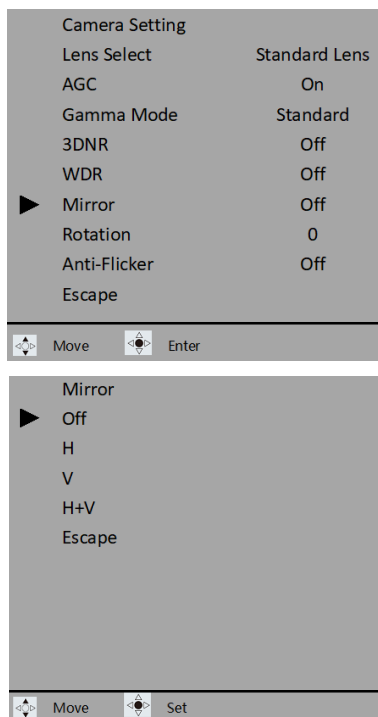 Camera Setting
Lens Select Standard Lens
AGC On
Gamma Mode Standard
3DNR Off
WDR Off
Mirror Off
Rotation 0
Anti-Flicker Off
Escape
Move Enter
Mirror
Off
H
V
H+V
Escape
Move Set